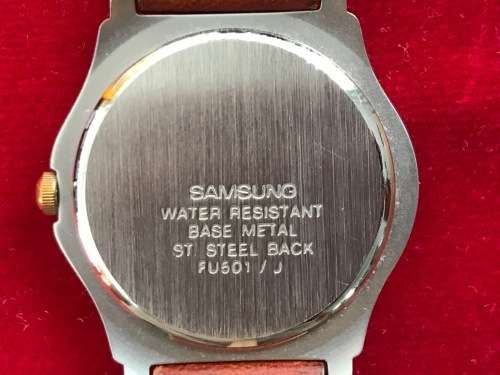 SAMSUNG
WATER RESISTANT
BASE METAL
ST. STEEL BACK
FU501 / J